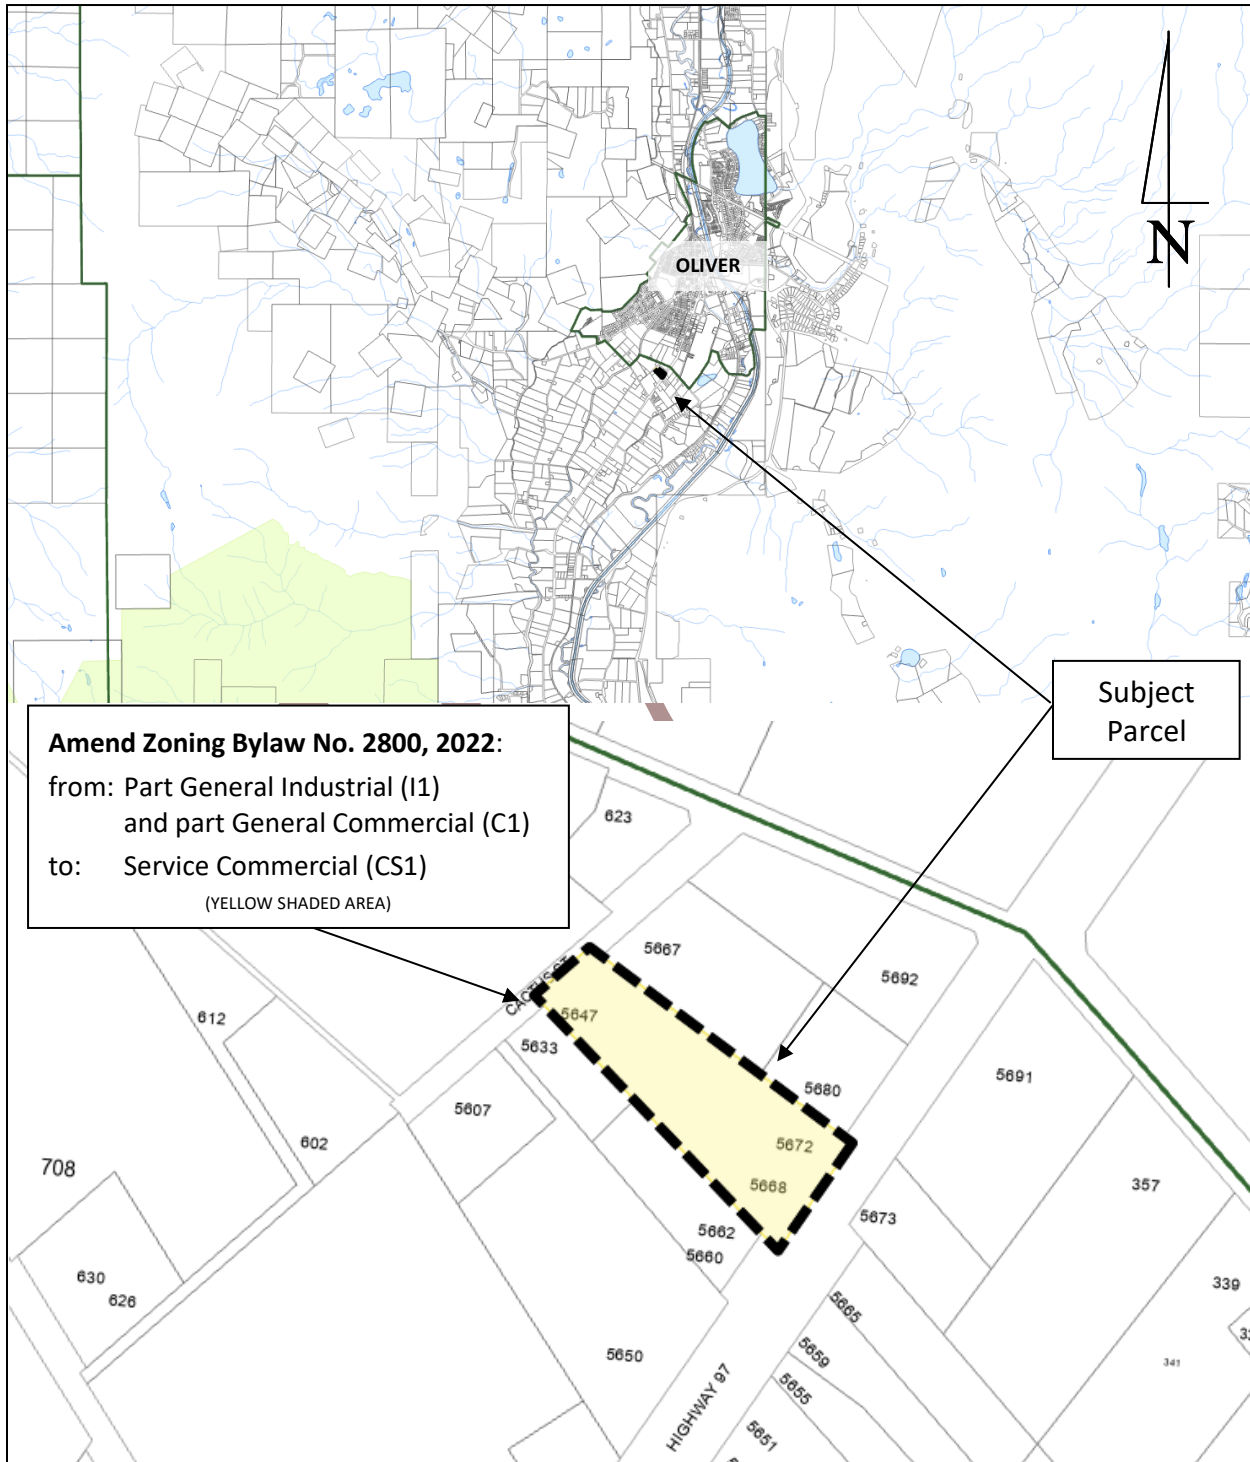 N
OLIVER
Subject
Parcel
Amend Zoning Bylaw No. 2800, 2022:
from: Part General Industrial (I1)
and part General Commercial (C1)
to: Service Commercial (CS1)
(YELLOW SHADED AREA)
623
5667
5692
CACTUS ST
5647
612
5633
5691
5680
5607
602
5672
708
5668
357
5673
5662
5660
630
626
339
5665
5659
341
5650
5655
HIGHWAY 97
5651